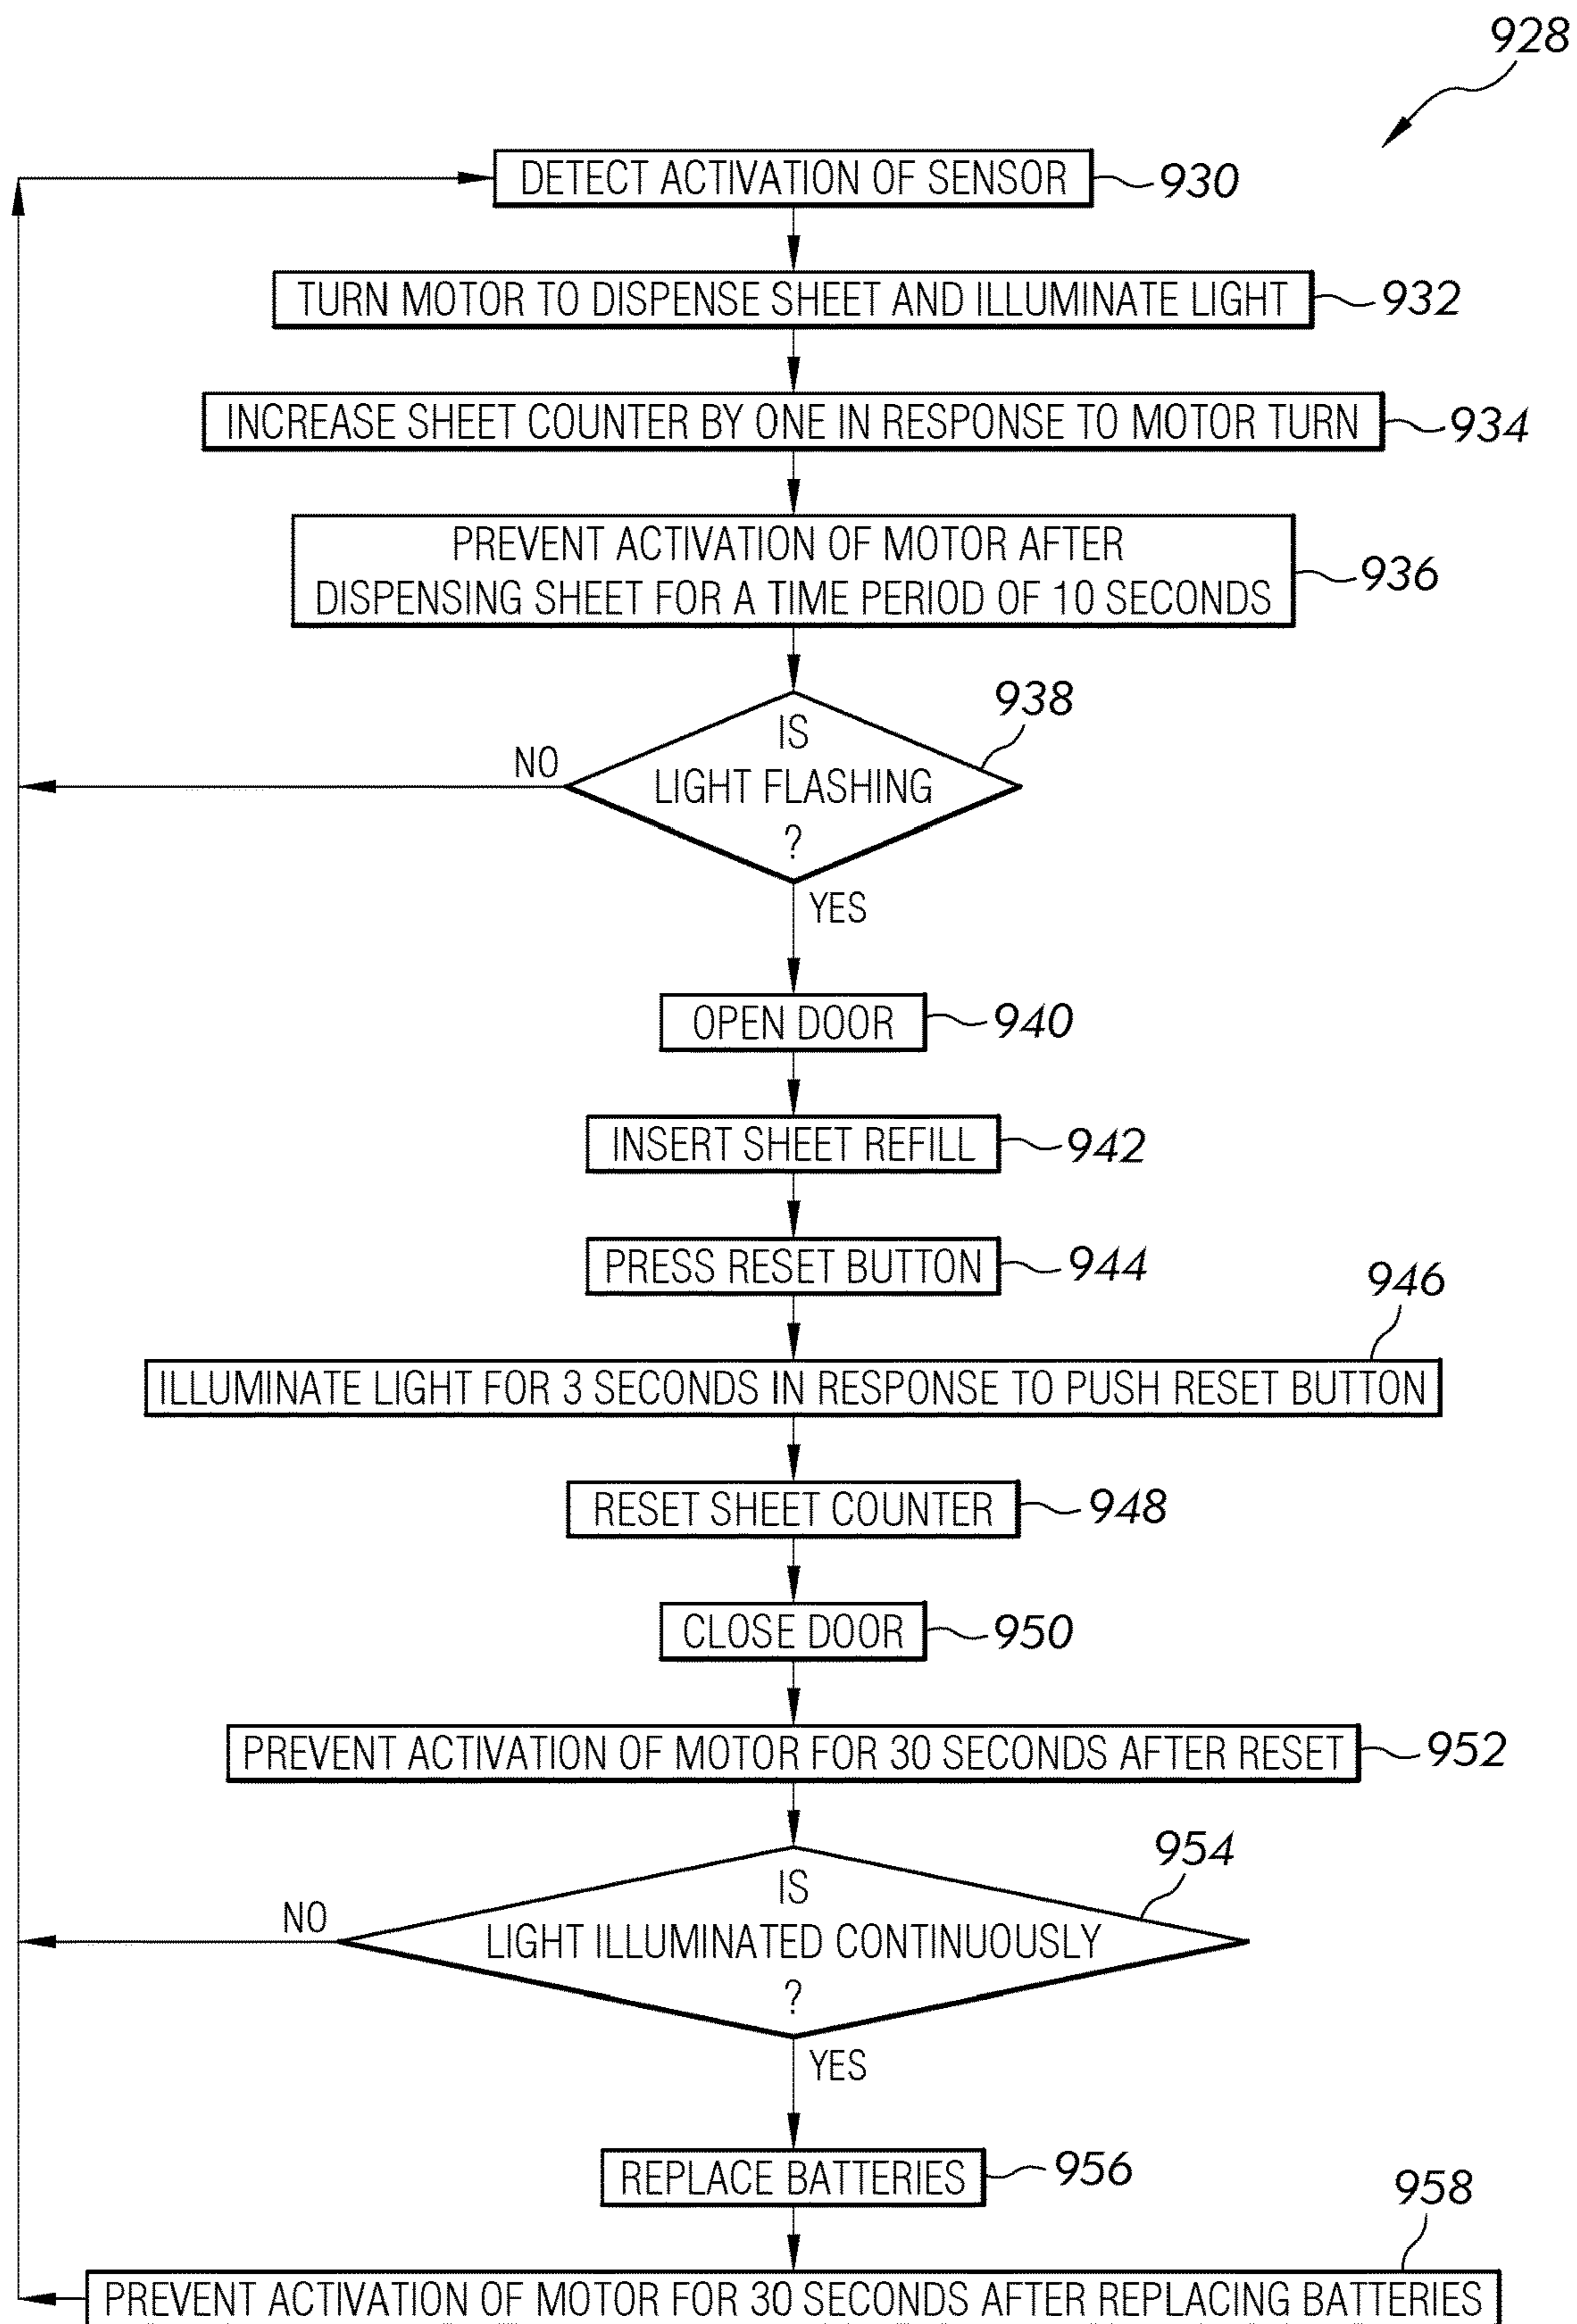 928
DETECT ACTIVATION OF SENSOR 930
TURN MOTOR TO DISPENSE SHEET AND ILLUMINATE LIGHT 932
INCREASE SHEET COUNTER BY ONE IN RESPONSE TO MOTOR TURN 934
PREVENT ACTIVATION OF MOTOR AFTER
DISPENSING SHEET FOR A TIME PERIOD OF 10 SECONDS 936
938
IS
NO LIGHT FLASHING
?
YES
OPEN DOOR 940
INSERT SHEET REFILL 942
PRESS RESET BUTTON 944
946
ILLUMINATE LIGHT FOR 3 SECONDS IN RESPONSE TO PUSH RESET BUTTON
RESET SHEET COUNTER 948
CLOSE DOOR 950
PREVENT ACTIVATION OF MOTOR FOR 30 SECONDS AFTER RESET 952
954
IS
NO LIGHT ILLUMINATED CONTINUOUSLY
?
YES
REPLACE BATTERIES 956
958
PREVENT ACTIVATION OF MOTOR FOR 30 SECONDS AFTER REPLACING BATTERIES